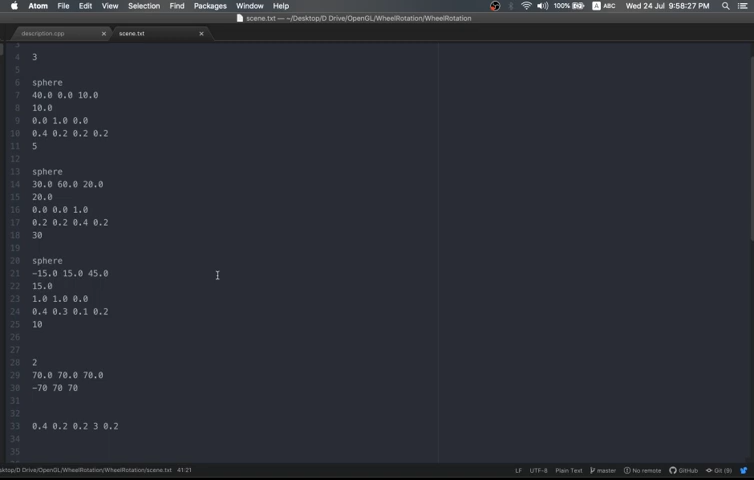 Atom File Edit View Selection Find Packages Window Help 100% A ABC Wed 24 Jul 9:58:27 PM
scene.txt — ~/Desktop/D Drive/OpenGL/WheelRotation/WheelRotation
description.cpp × scene.txt ×
3
4 3
5
6 sphere
7 40.0 0.0 10.0
8 10.0
9 0.0 1.0 0.0
10 0.4 0.2 0.2 0.2
11 5
12
13 sphere
14 30.0 60.0 20.0
15 20.0
16 0.0 0.0 1.0
17 0.2 0.2 0.4 0.2
18 30
19
20 sphere
21 -15.0 15.0 45.0
22 15.0
23 1.0 1.0 0.0
24 0.4 0.3 0.1 0.2
25 10
26
27
28 2
29 70.0 70.0 70.0
30 -70 70 70
31
32
33 0.4 0.2 0.2 3 0.2
34
35
sktop/D Drive/OpenGL/WheelRotation/WheelRotation/scene.txt 41:21 LF UTF-8 Plain Text master No remote GitHub Git (9)